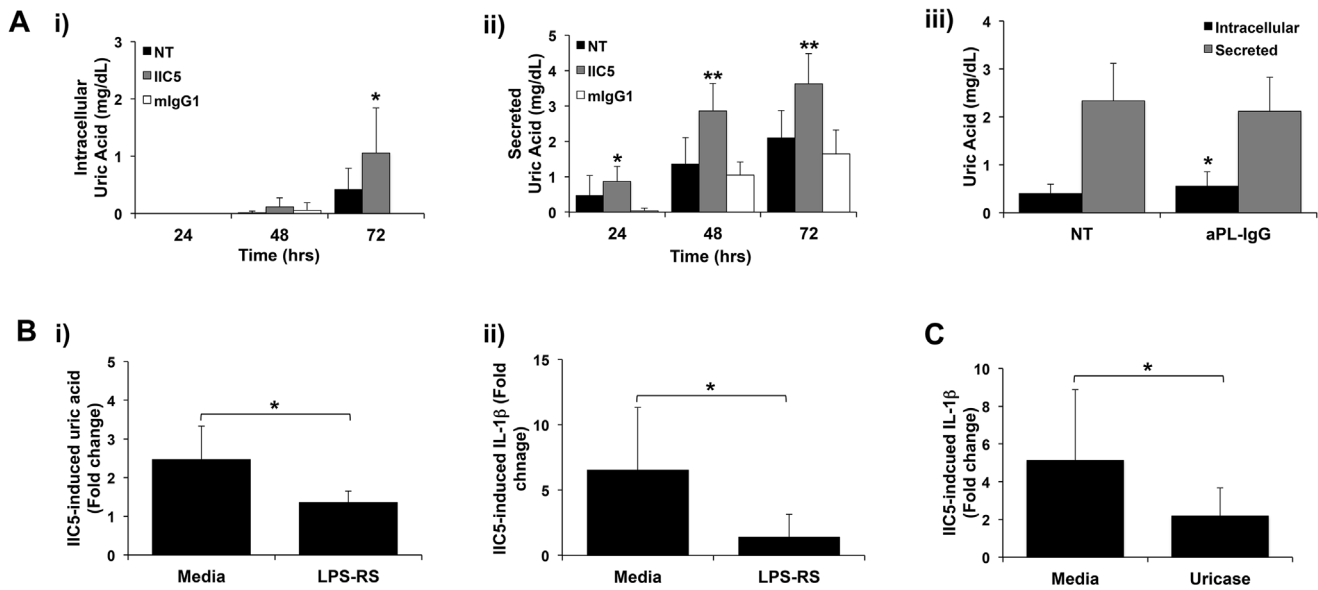 A
i)
Intracellular
Uric Acid (mg/dL)
3
2
1
0
NT
IIC5
mIgG1
*
24 48 72
Time (hrs)
ii)
Secreted
Uric Acid (mg/dL)
5
4
3
2
1
0
NT
IIC5
mIgG1
*
**
**
24 48 72
Time (hrs)
iii)
Uric Acid (mg/dL)
4
3
2
1
0
Intracellular
Secreted
*
NT aPL-IgG
B
i)
IIC5-induced uric acid
(Fold change)
5
4
3
2
1
0
*
Media LPS-RS
ii)
IIC5-induced IL-1β (Fold
chnage)
15
10
5
0
*
Media LPS-RS
C
IIC5-indcued IL-1β
(Fold change)
10
8
6
4
2
0
*
Media Uricase